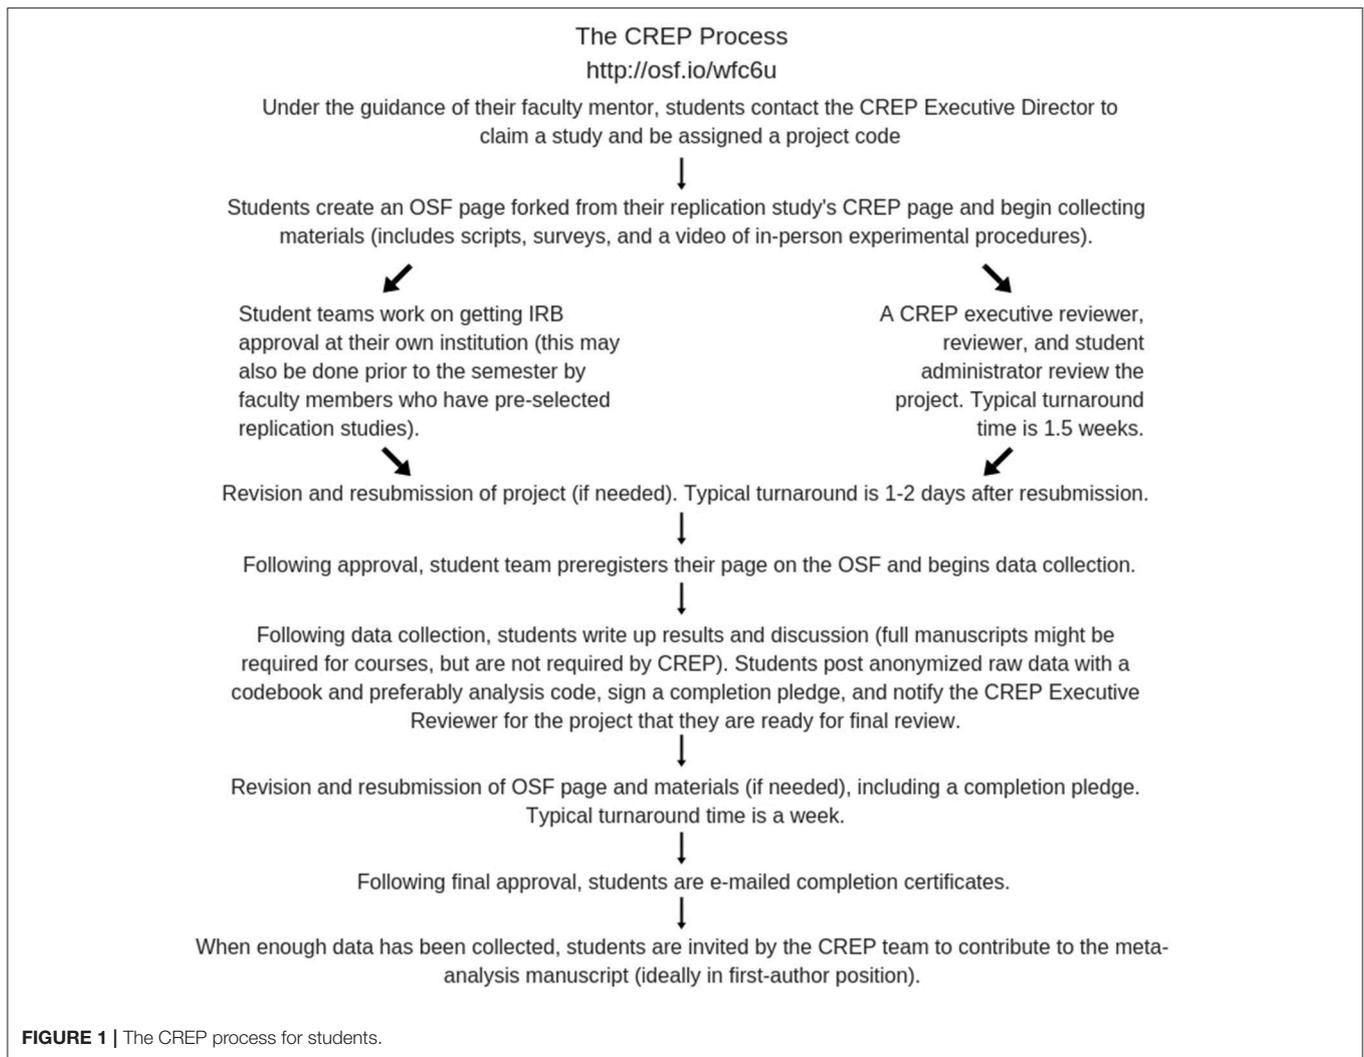 The CREP Process
http://osf.io/wfc6u
Under the guidance of their faculty mentor, students contact the CREP Executive Director to
claim a study and be assigned a project code
Students create an OSF page forked from their replication study's CREP page and begin collecting
materials (includes scripts, surveys, and a video of in-person experimental procedures).
Student teams work on getting IRB
approval at their own institution (this may
also be done prior to the semester by
faculty members who have pre-selected
replication studies).
A CREP executive reviewer,
reviewer, and student
administrator review the
project. Typical turnaround
time is 1.5 weeks.
Revision and resubmission of project (if needed). Typical turnaround is 1-2 days after resubmission.
Following approval, student team preregisters their page on the OSF and begins data collection.
Following data collection, students write up results and discussion (full manuscripts might be
required for courses, but are not required by CREP). Students post anonymized raw data with a
codebook and preferably analysis code, sign a completion pledge, and notify the CREP Executive
Reviewer for the project that they are ready for final review.
Revision and resubmission of OSF page and materials (if needed), including a completion pledge.
Typical turnaround time is a week.
Following final approval, students are e-mailed completion certificates.
When enough data has been collected, students are invited by the CREP team to contribute to the meta-
analysis manuscript (ideally in first-author position).
FIGURE 1 | The CREP process for students.